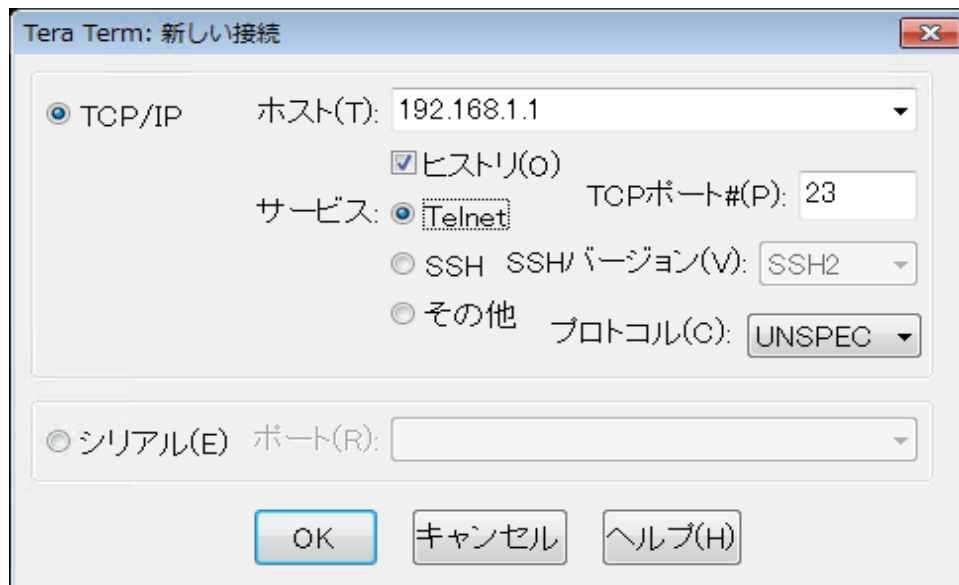 Tera Term: 新しい接続
TCP/IP ホスト(T): 192.168.1.1
ヒストリ(O)
サービス: Telnet TCPポート#(P): 23
SSH SSHバージョン(V): SSH2
その他 プロトコル(C): UNSPEC
シリアル(E) ポート(R):
OK キャンセル ヘルプ(H)